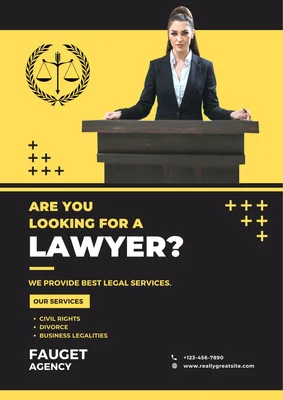 ARE YOU
LOOKING FOR A
LAWYER?
WE PROVIDE BEST LEGAL SERVICES.
OUR SERVICES
CIVIL RIGHTS
DIVORCE
BUSINESS LEGALITIES
FAUGET
AGENCY
+123-456-7890
www.reallygreatsite.com